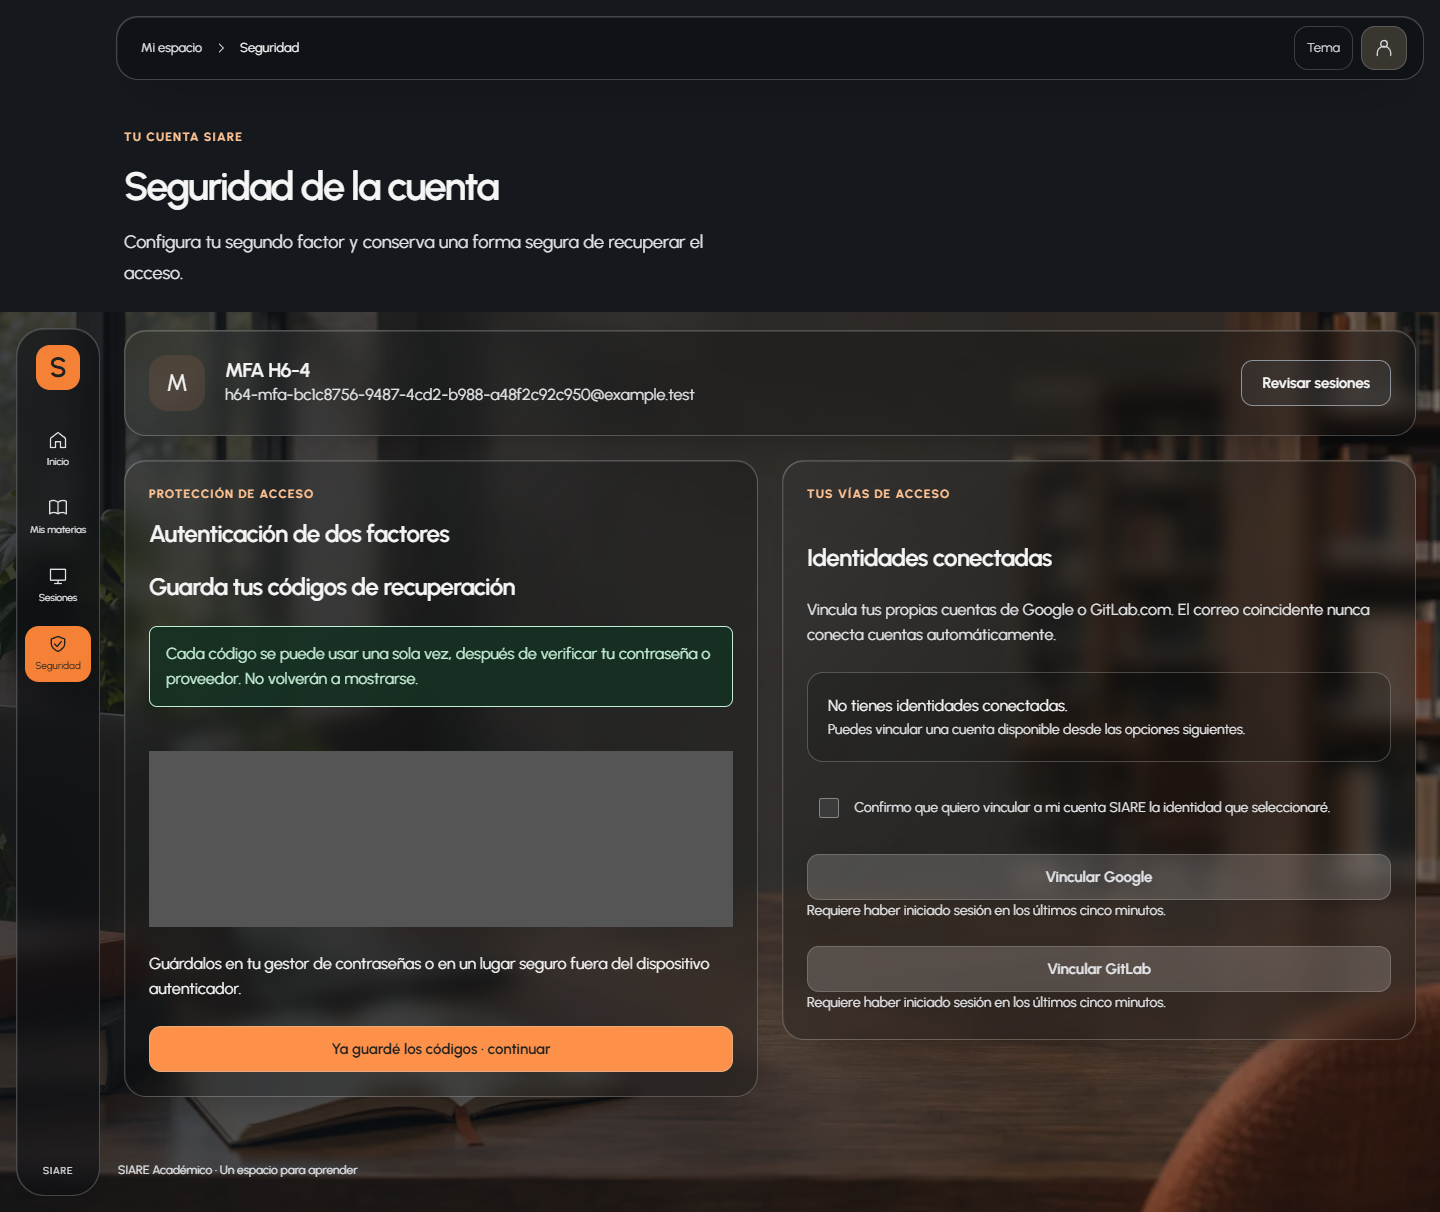 Mi espacio > Seguridad
Tema
TU CUENTA SIARE
Seguridad de la cuenta
Configura tu segundo factor y conserva una forma segura de recuperar el
acceso.
S
Inicio
Mis materias
Sesiones
Seguridad
SIARE
M
MFA H6-4
h64-mfa-bc1c8756-9487-4cd2-b988-a48f2c92c950@example.test
Revisar sesiones
PROTECCIÓN DE ACCESO
Autenticación de dos factores
Guarda tus códigos de recuperación
Cada código se puede usar una sola vez, después de verificar tu contraseña o
proveedor. No volverán a mostrarse.
Guárdalos en tu gestor de contraseñas o en un lugar seguro fuera del dispositivo
autenticador.
Ya guardé los códigos · continuar
TUS VÍAS DE ACCESO
Identidades conectadas
Vincula tus propias cuentas de Google o GitLab.com. El correo coincidente nunca
conecta cuentas automáticamente.
No tienes identidades conectadas.
Puedes vincular una cuenta disponible desde las opciones siguientes.
Confirmo que quiero vincular a mi cuenta SIARE la identidad que seleccionaré.
Vincular Google
Requiere haber iniciado sesión en los últimos cinco minutos.
Vincular GitLab
Requiere haber iniciado sesión en los últimos cinco minutos.
SIARE Académico · Un espacio para aprender